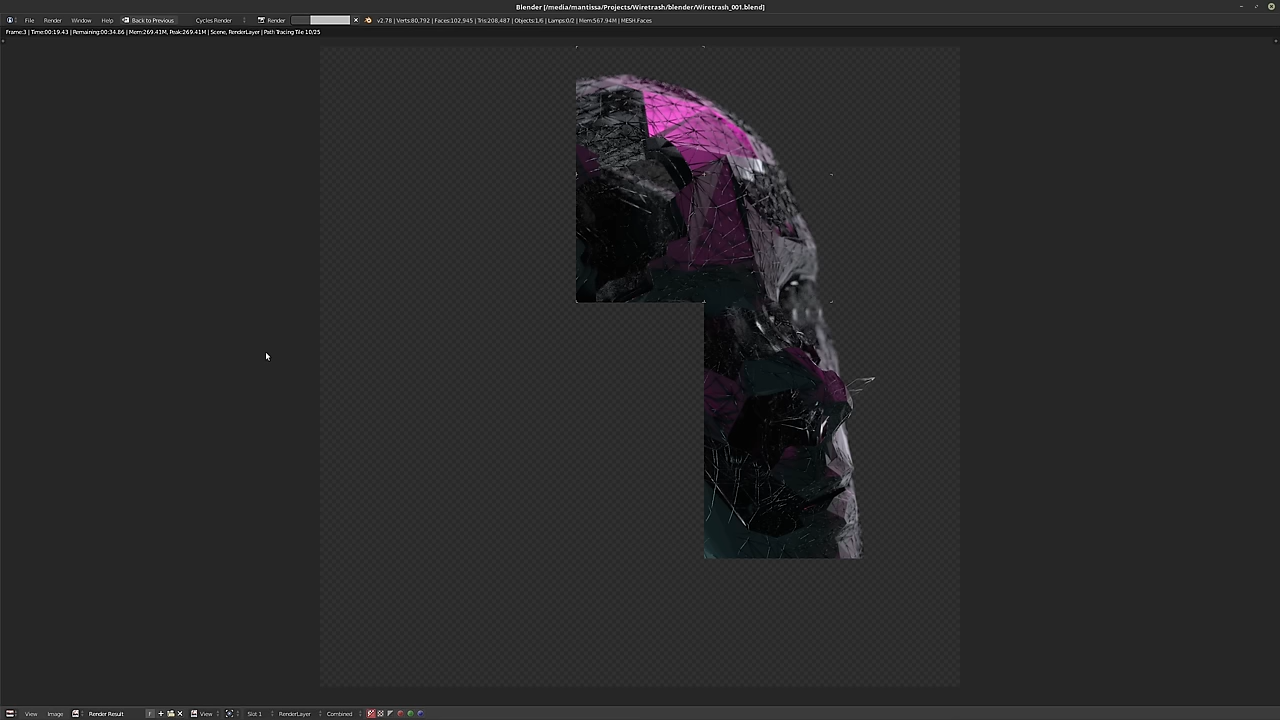 Blender [/media/mantissa/Projects/Wiretrash/blender/Wiretrash_001.blend]
File Render Window Help Back to Previous Cycles Render Render v2.78 | Verts:80,792 | Faces:102,945 | Tris:208,487 | Objects:1/6 | Lamps:0/2 | Mem:567.94M | MESH.Faces
Frame:3 | Time:00:19.43 | Remaining:00:34.86 | Mem:269.41M, Peak:269.41M | Scene, RenderLayer | Path Tracing Tile 10/25
View Image Render Result F View Slot 1 RenderLayer Combined